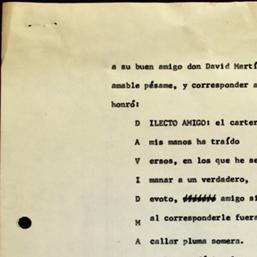 a su buen amigo don David Martí
amable pésame, y corresponder a
honró:
D ILECTO AMIGO: el carter
A mis manos ha traído
V ersos, en los que he se
I manar a un verdadero,
D evoto, amigo si
M al corresponderle fuera
A callar pluma somera.